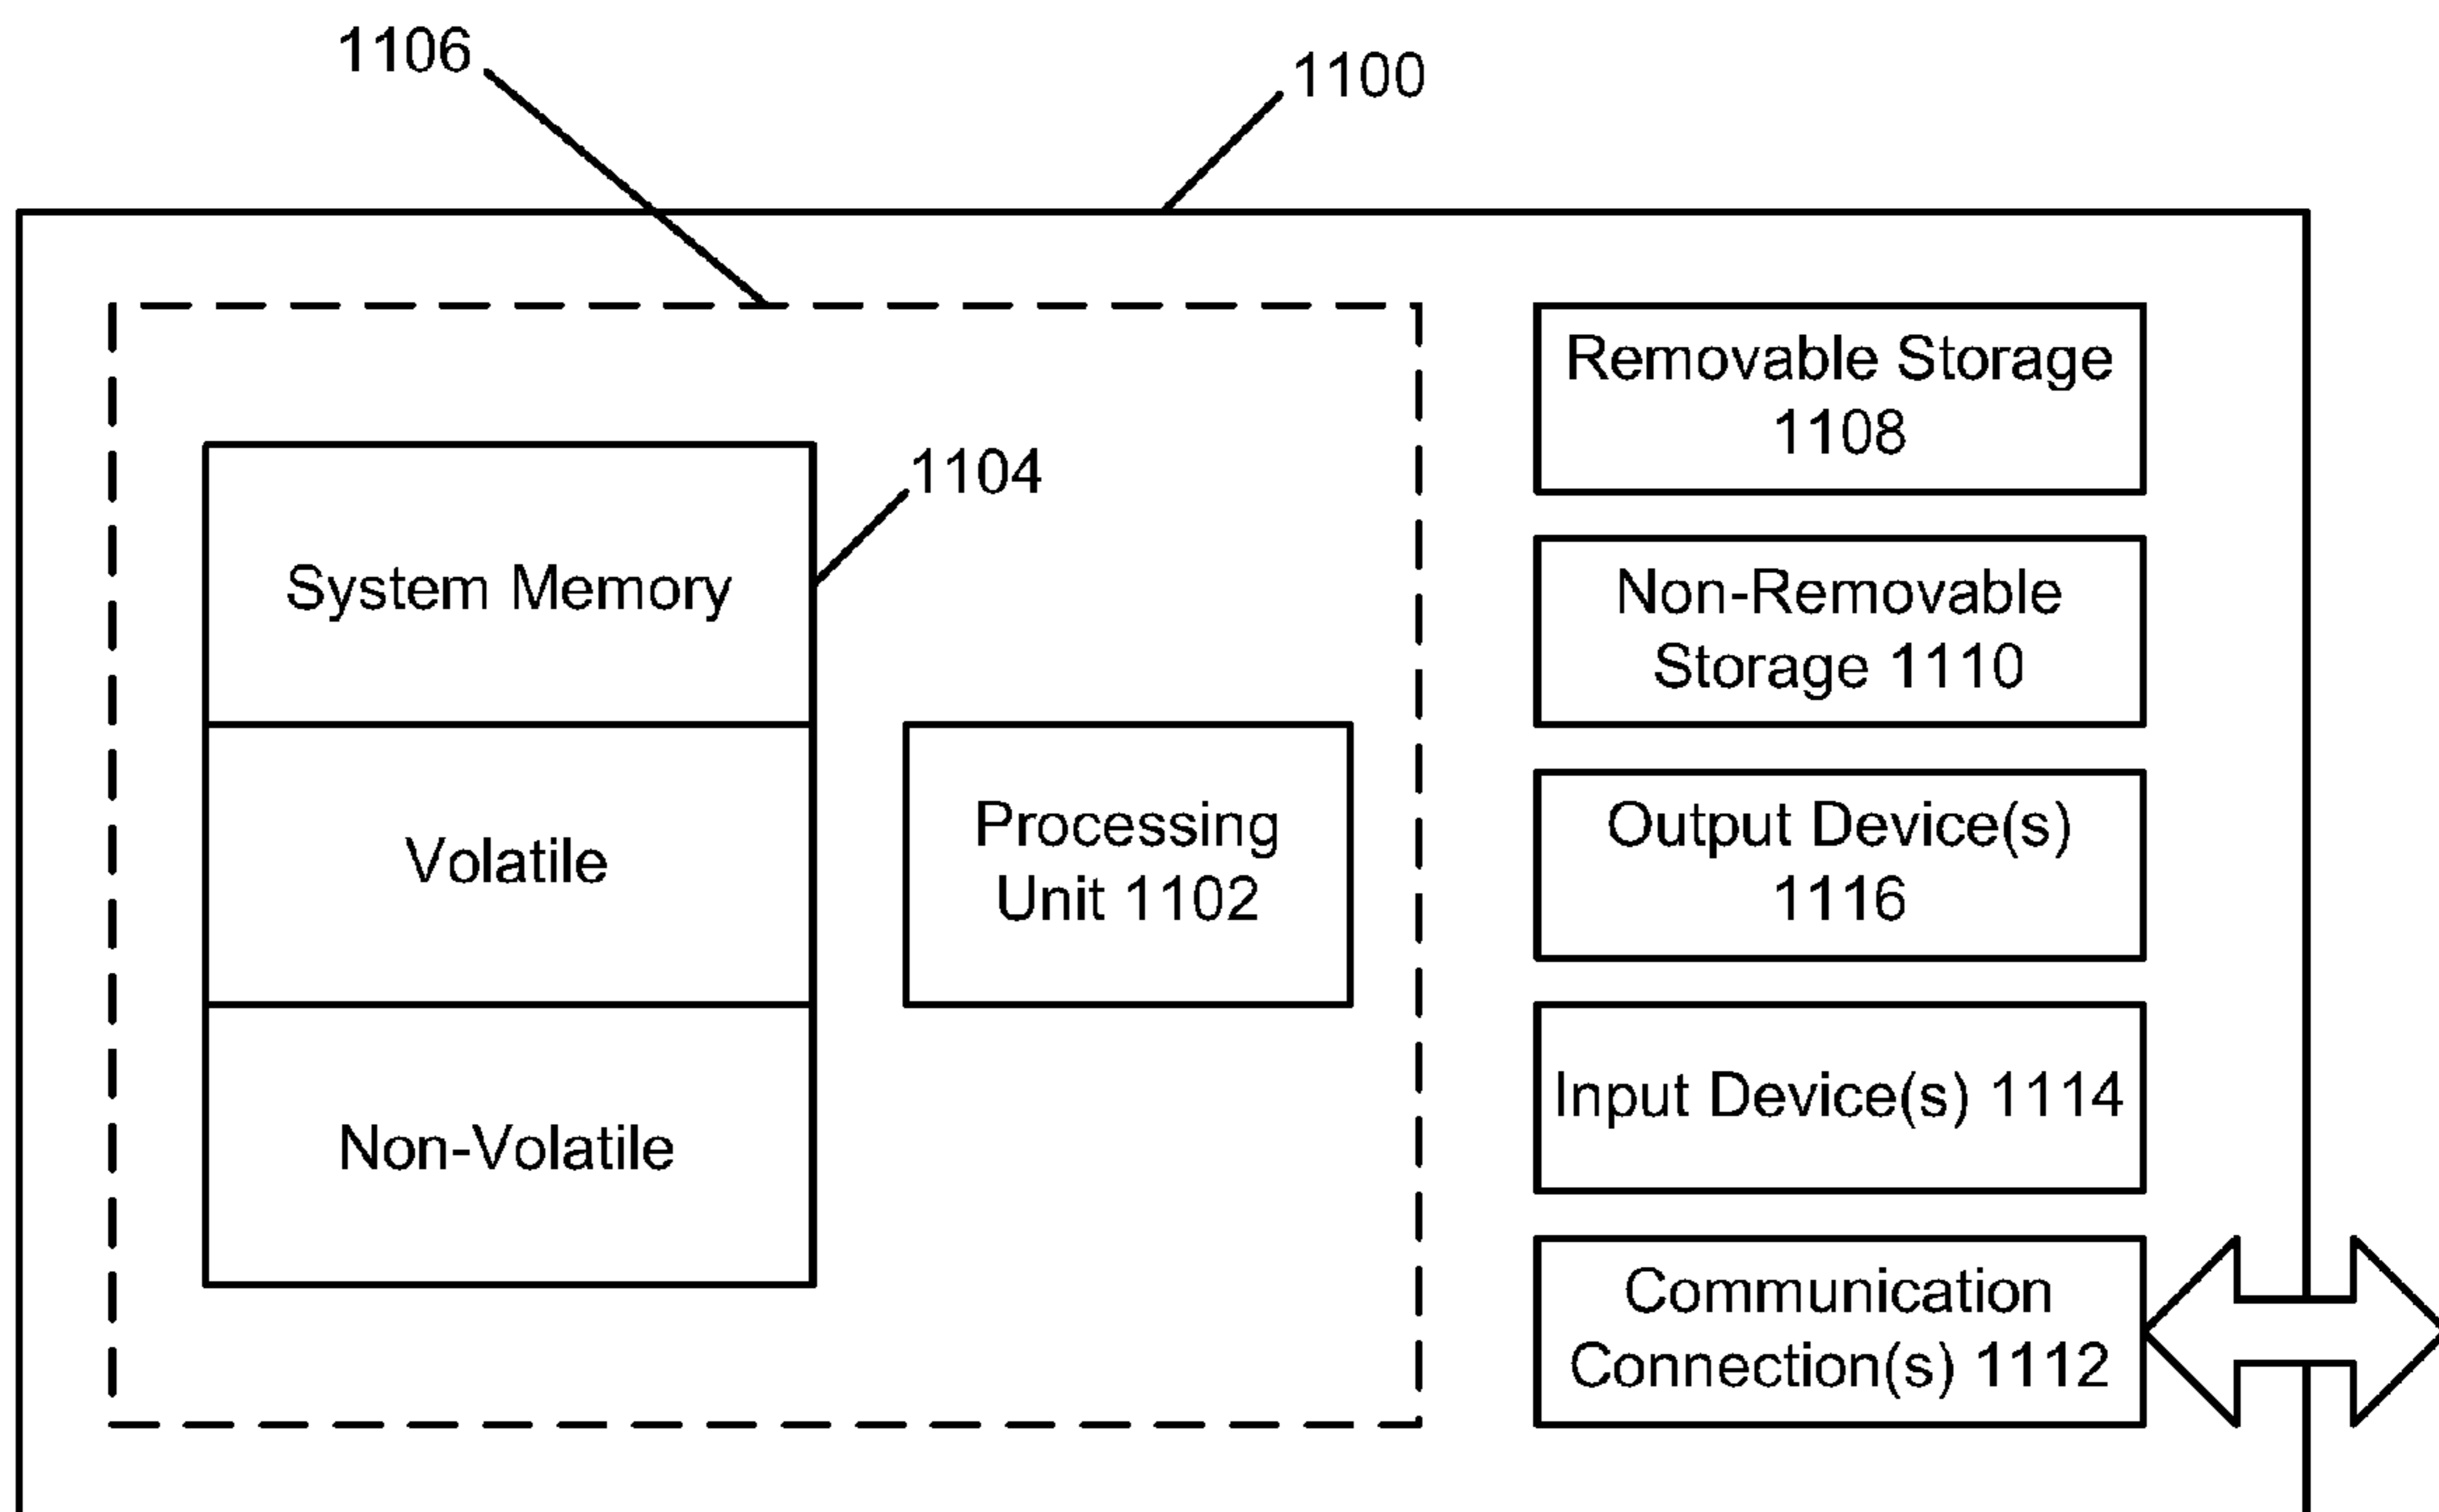 1106
1100
1104
System Memory
Volatile
Non-Volatile
Processing
Unit 1102
Removable Storage
1108
Non-Removable
Storage 1110
Output Device(s)
1116
Input Device(s) 1114
Communication
Connection(s) 1112